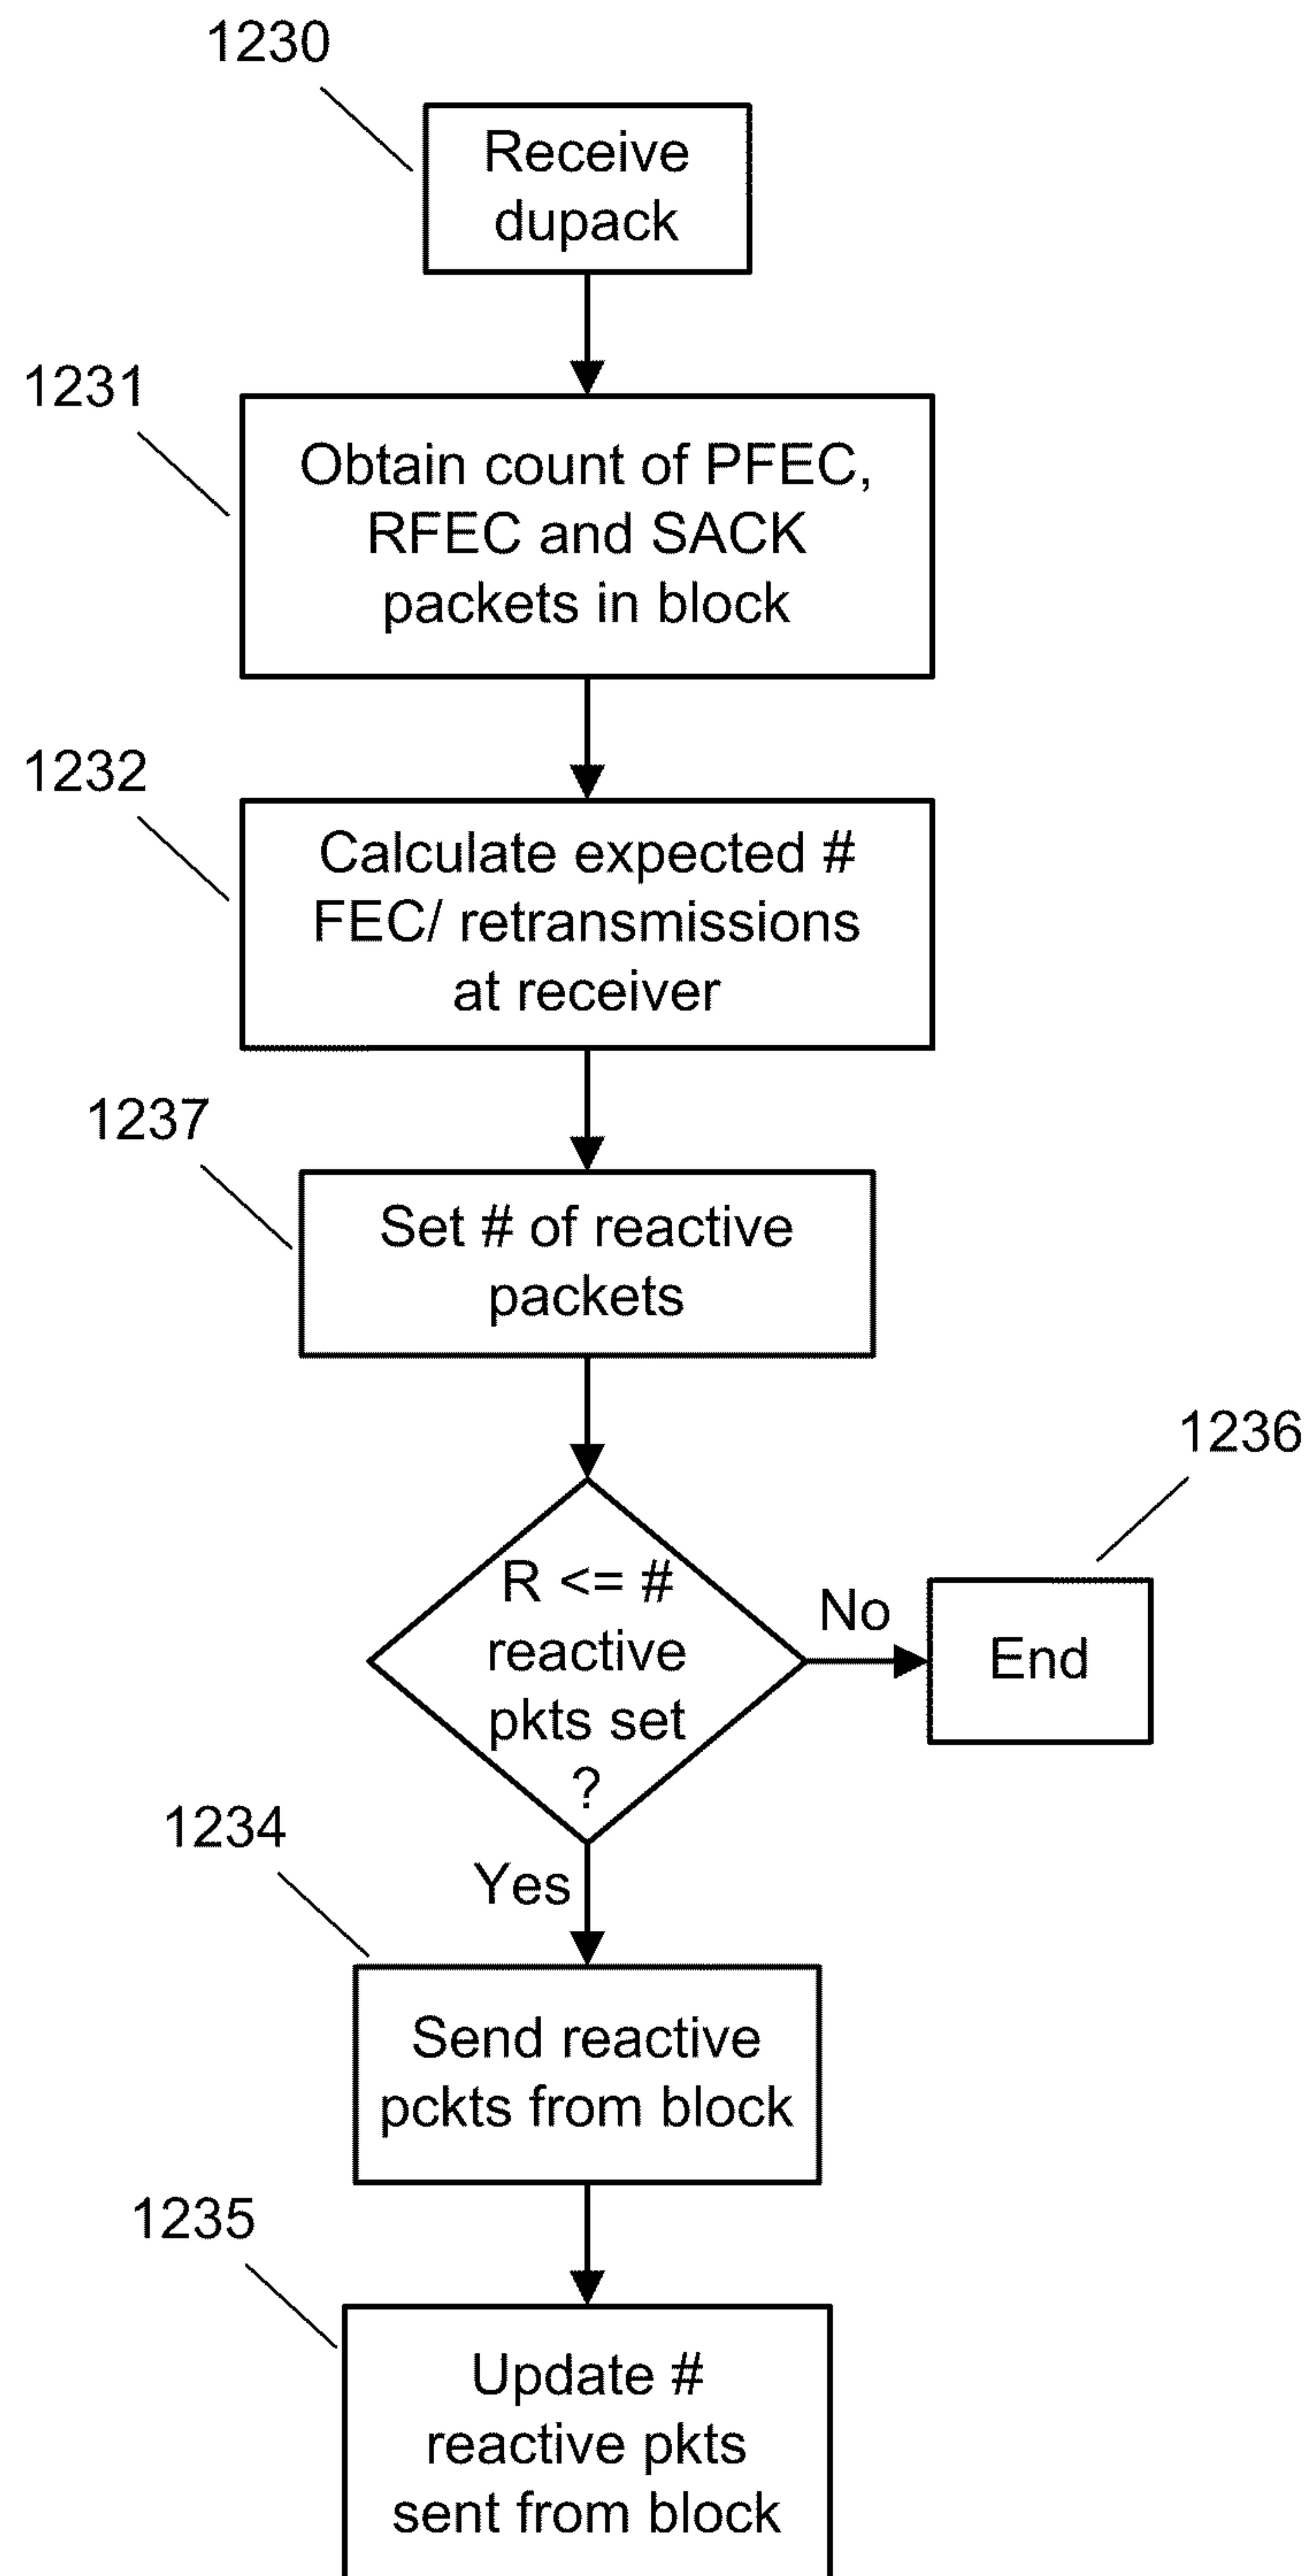 1230
Receive
dupack
1231
Obtain count of PFEC,
RFEC and SACK
packets in block
1232
Calculate expected #
FEC/ retransmissions
at receiver
1237
Set # of reactive
packets
1236
R <= #
reactive
pkts set
?
No
End
1234
Yes
Send reactive
pckts from block
1235
Update #
reactive pkts
sent from block